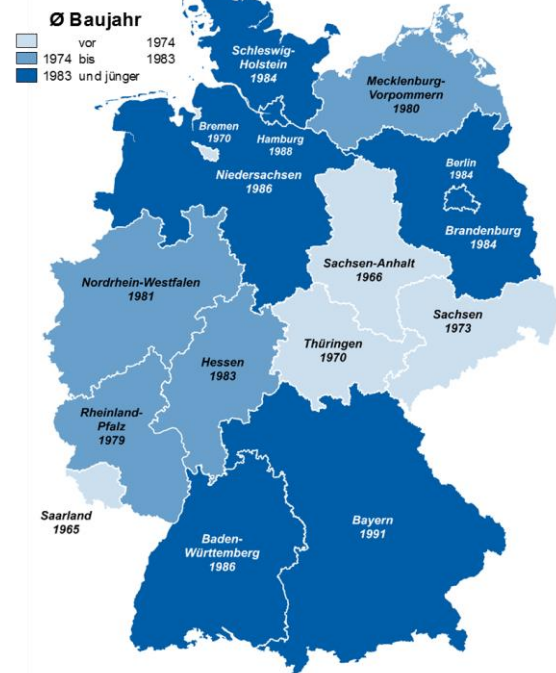 Ø Baujahr
vor 1974
1974 bis 1983
1983 und jünger
Schleswig-
Holstein
1984
Mecklenburg-
Vorpommern
1980
Bremen
1970
Hamburg
1988
Niedersachsen
1986
Berlin
1984
Brandenburg
1984
Sachsen-Anhalt
1966
Nordrhein-Westfalen
1981
Sachsen
1973
Thüringen
1970
Hessen
1983
Rheinland-
Pfalz
1979
Saarland
1965
Baden-
Württemberg
1986
Bayern
1991